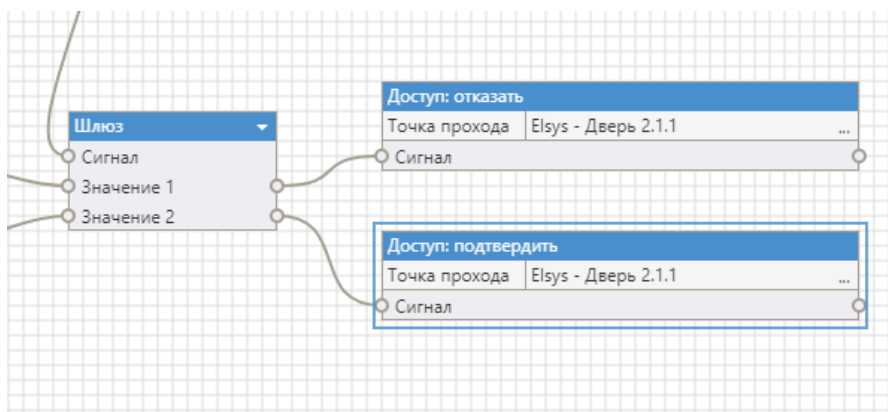 Шлюз
Сигнал
Значение 1
Значение 2
Доступ: отказать
Точка прохода Elsys - Дверь 2.1.1 ...
Сигнал
Доступ: подтвердить
Точка прохода Elsys - Дверь 2.1.1 ...
Сигнал